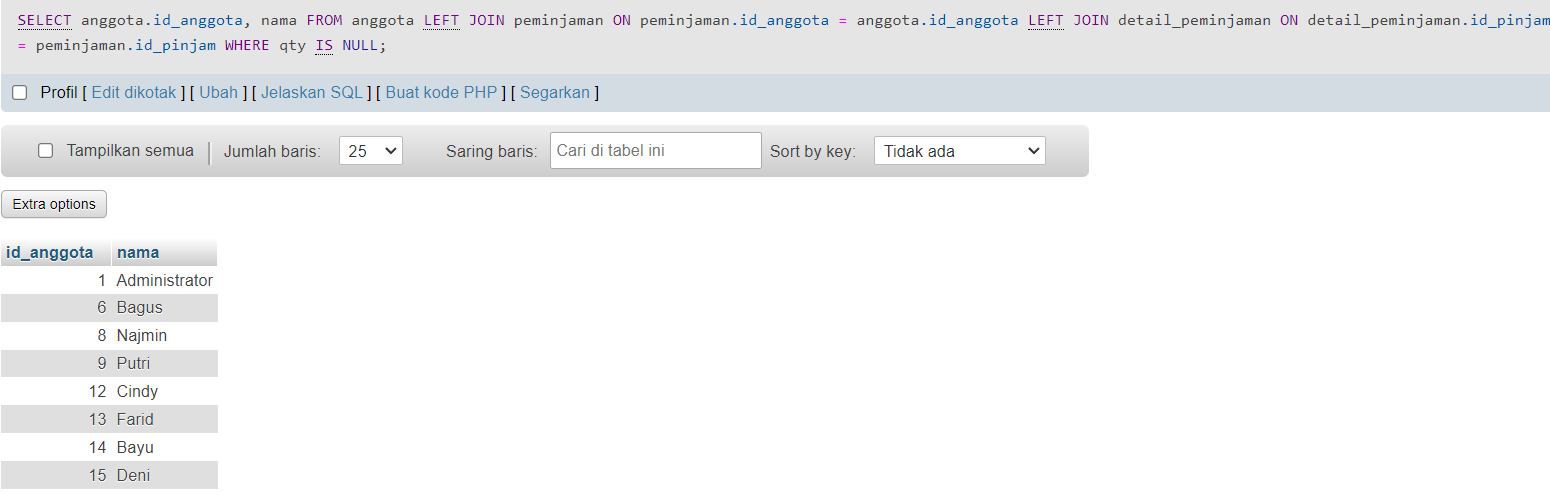 SELECT anggota.id_anggota, nama FROM anggota LEFT JOIN peminjaman ON peminjaman.id_anggota = anggota.id_anggota LEFT JOIN detail_peminjaman ON detail_peminjaman.id_pinjam
= peminjaman.id_pinjam WHERE qty IS NULL;
Profil [ Edit dikotak ] [ Ubah ] [ Jelaskan SQL ] [ Buat kode PHP ] [ Segarkan ]
Tampilkan semua | Jumlah baris: 25 Saring baris: Cari di tabel ini Sort by key: Tidak ada
Extra options
id_anggota nama
1 Administrator
6 Bagus
8 Najmin
9 Putri
12 Cindy
13 Farid
14 Bayu
15 Deni